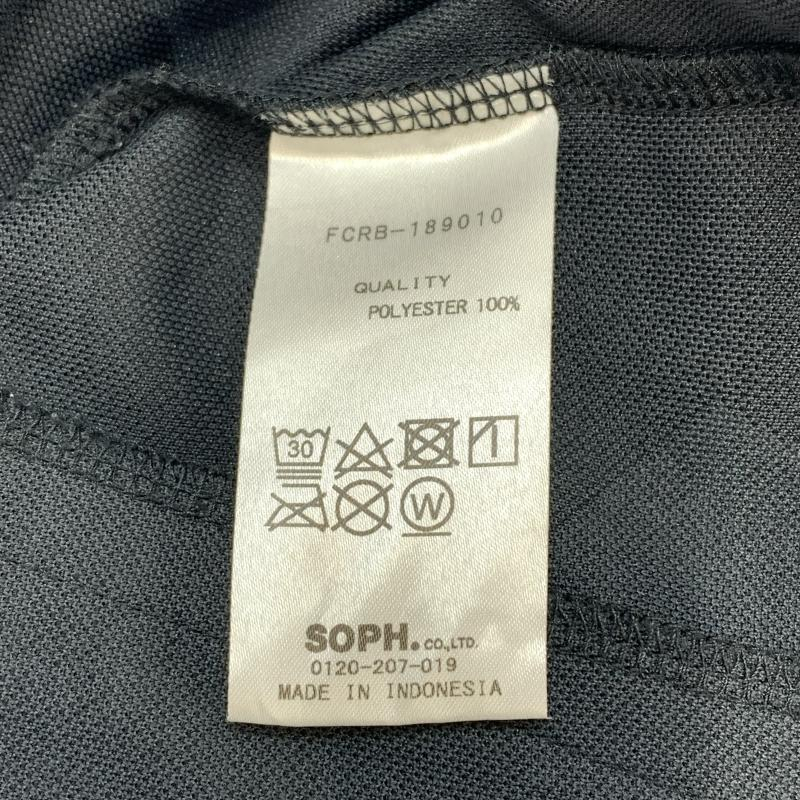 FCRB-189010
QUALITY
POLYESTER 100%
30
W
SOPH. CO.,LTD.
0120-207-019
MADE IN INDONESIA